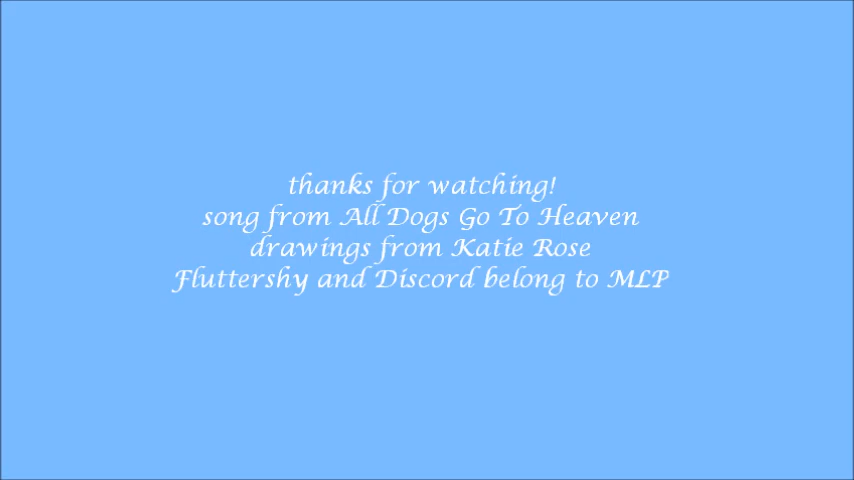 thanks for watching!
song from All Dogs Go To Heaven
drawings from Katie Rose
Fluttershy and Discord belong to MLP